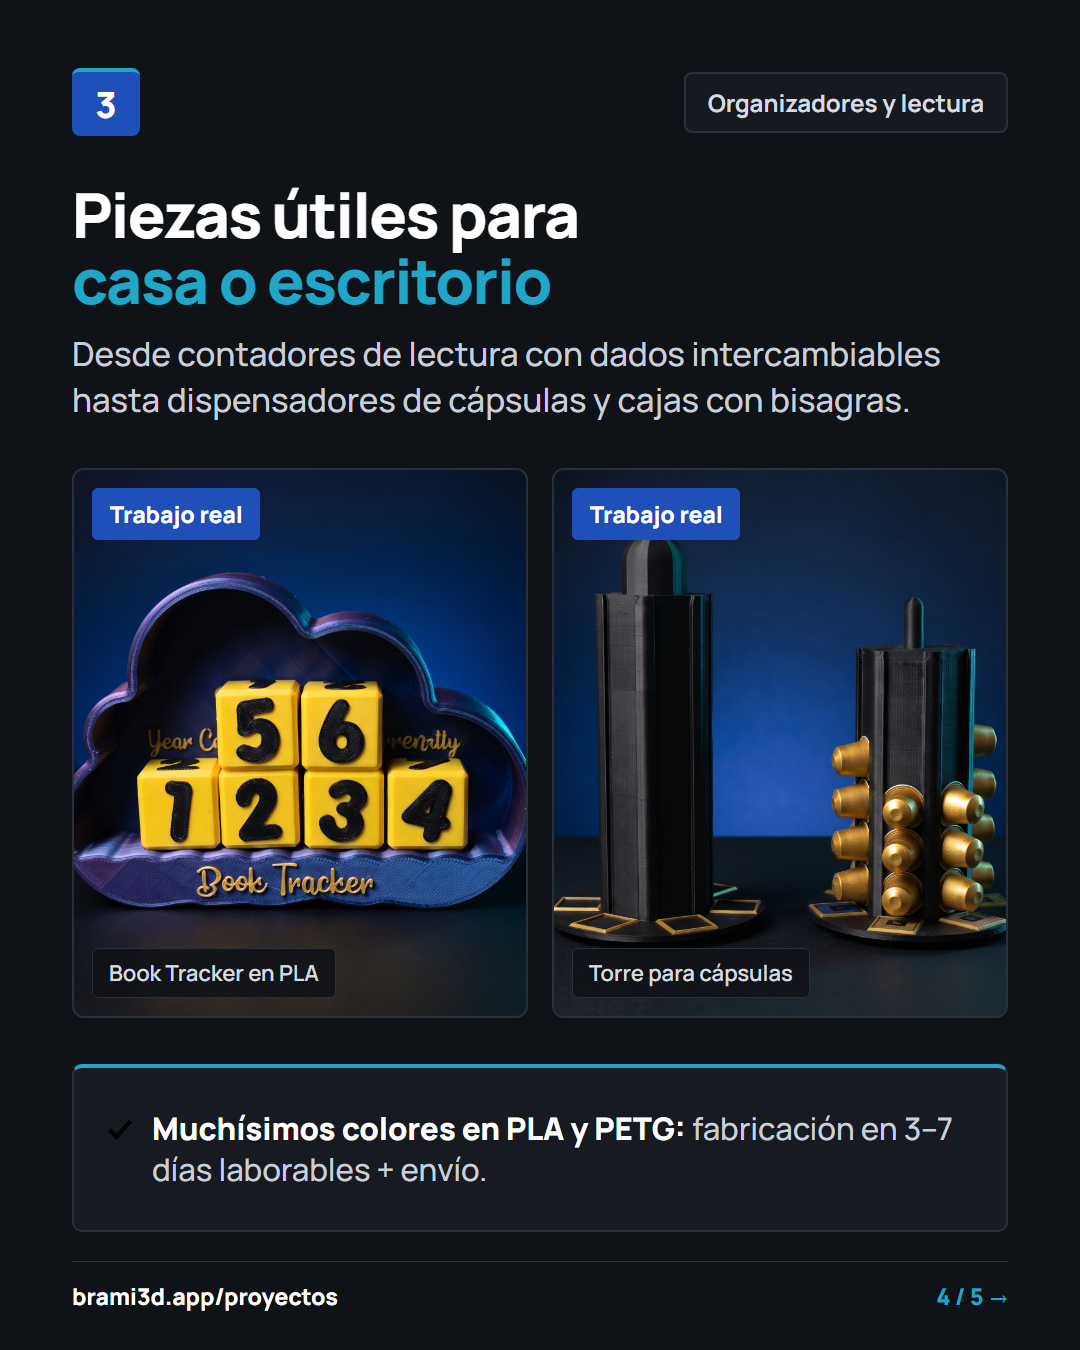 3
Organizadores y lectura
Piezas útiles para
casa o escritorio
Desde contadores de lectura con dados intercambiables
hasta dispensadores de cápsulas y cajas con bisagras.
Trabajo real
Trabajo real
5 6
Year
1 2 3 4
Book Tracker
Book Tracker en PLA
Torre para cápsulas
Muchísimos colores en PLA y PETG: fabricación en 3–7
días laborables + envío.
brami3d.app/proyectos
4 / 5 →